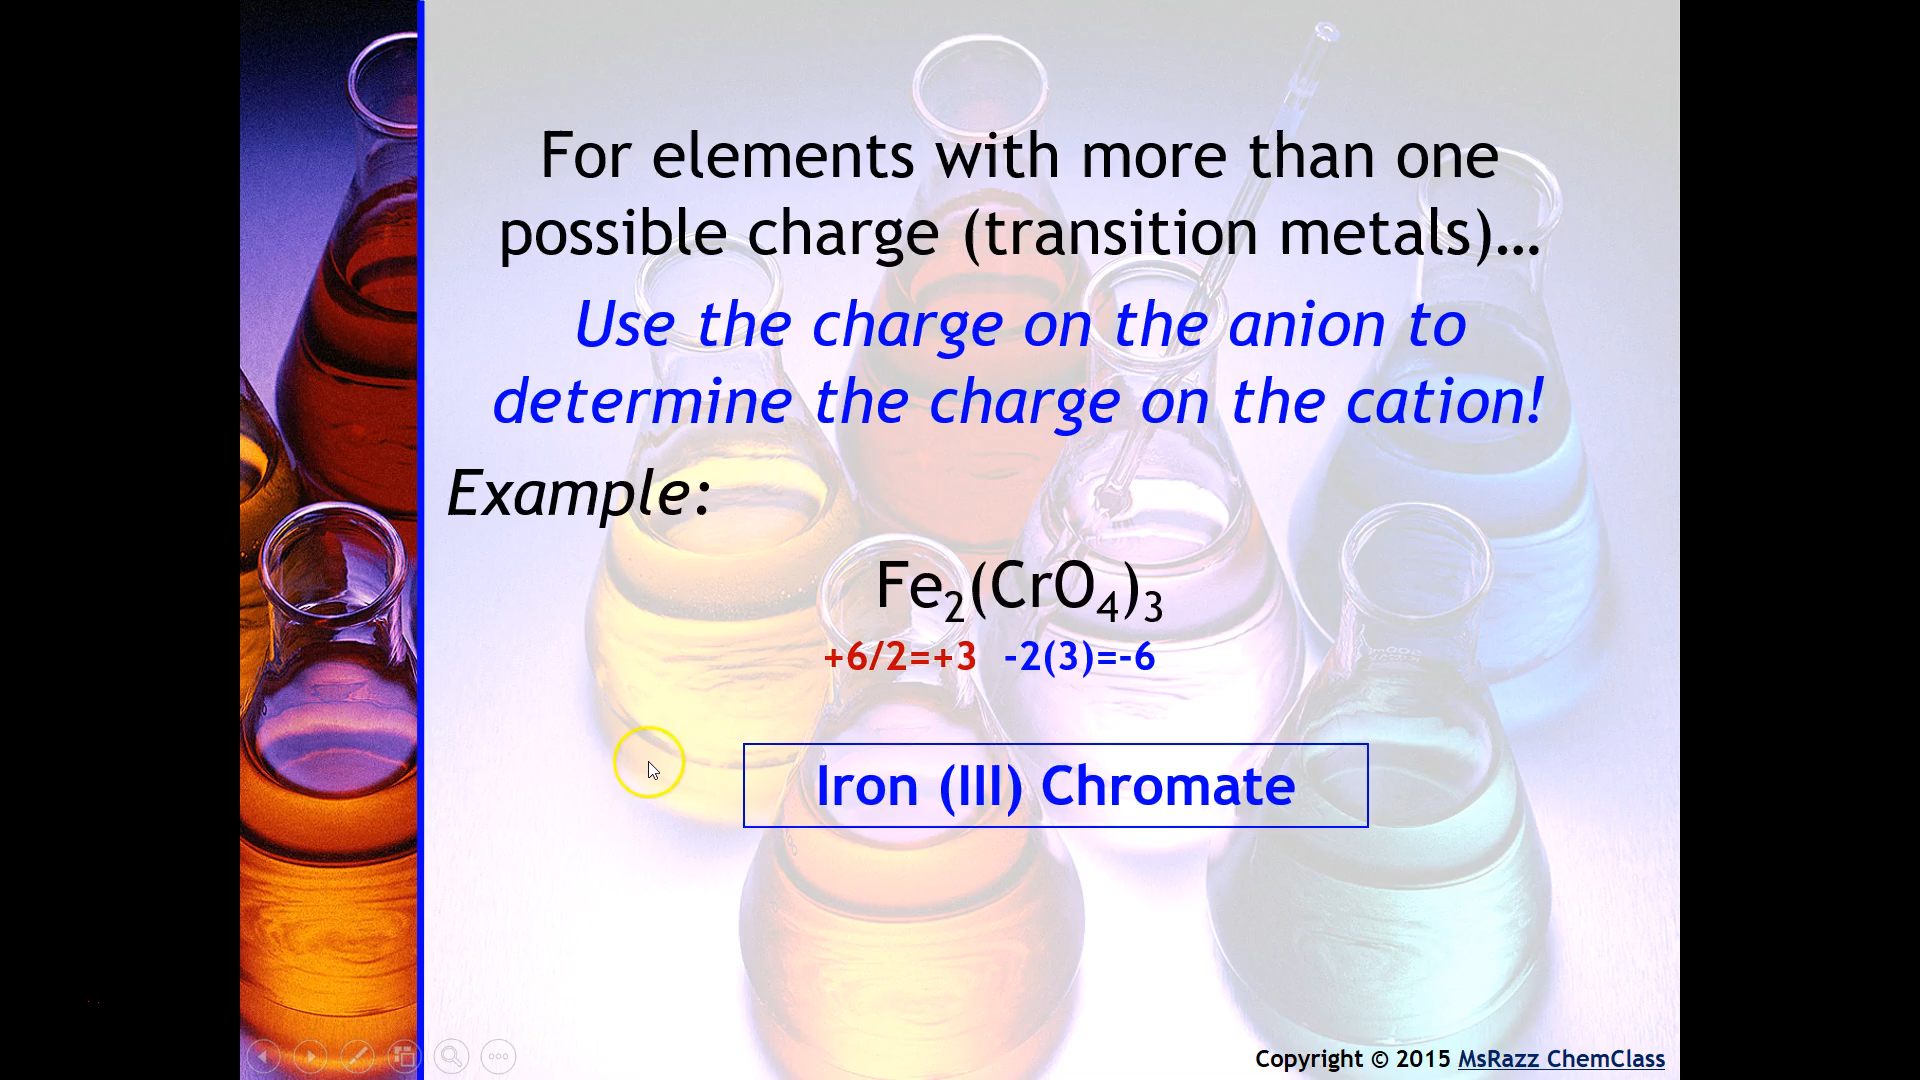 For elements with more than one
possible charge (transition metals)...
Use the charge on the anion to
determine the charge on the cation!
Example:
Fe₂(CrO₄)₃
+6/2=+3 -2(3)=-6
Iron (III) Chromate
Copyright © 2015 MsRazz ChemClass